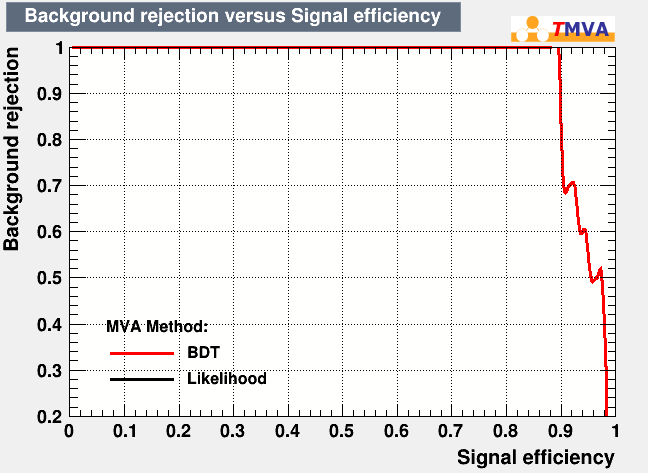 Background rejection versus Signal efficiency
TMVA
Background rejection
1
0.9
0.8
0.7
0.6
0.5
0.4
0.3
0.2
MVA Method:
BDT
Likelihood
0 0.1 0.2 0.3 0.4 0.5 0.6 0.7 0.8 0.9 1
Signal efficiency